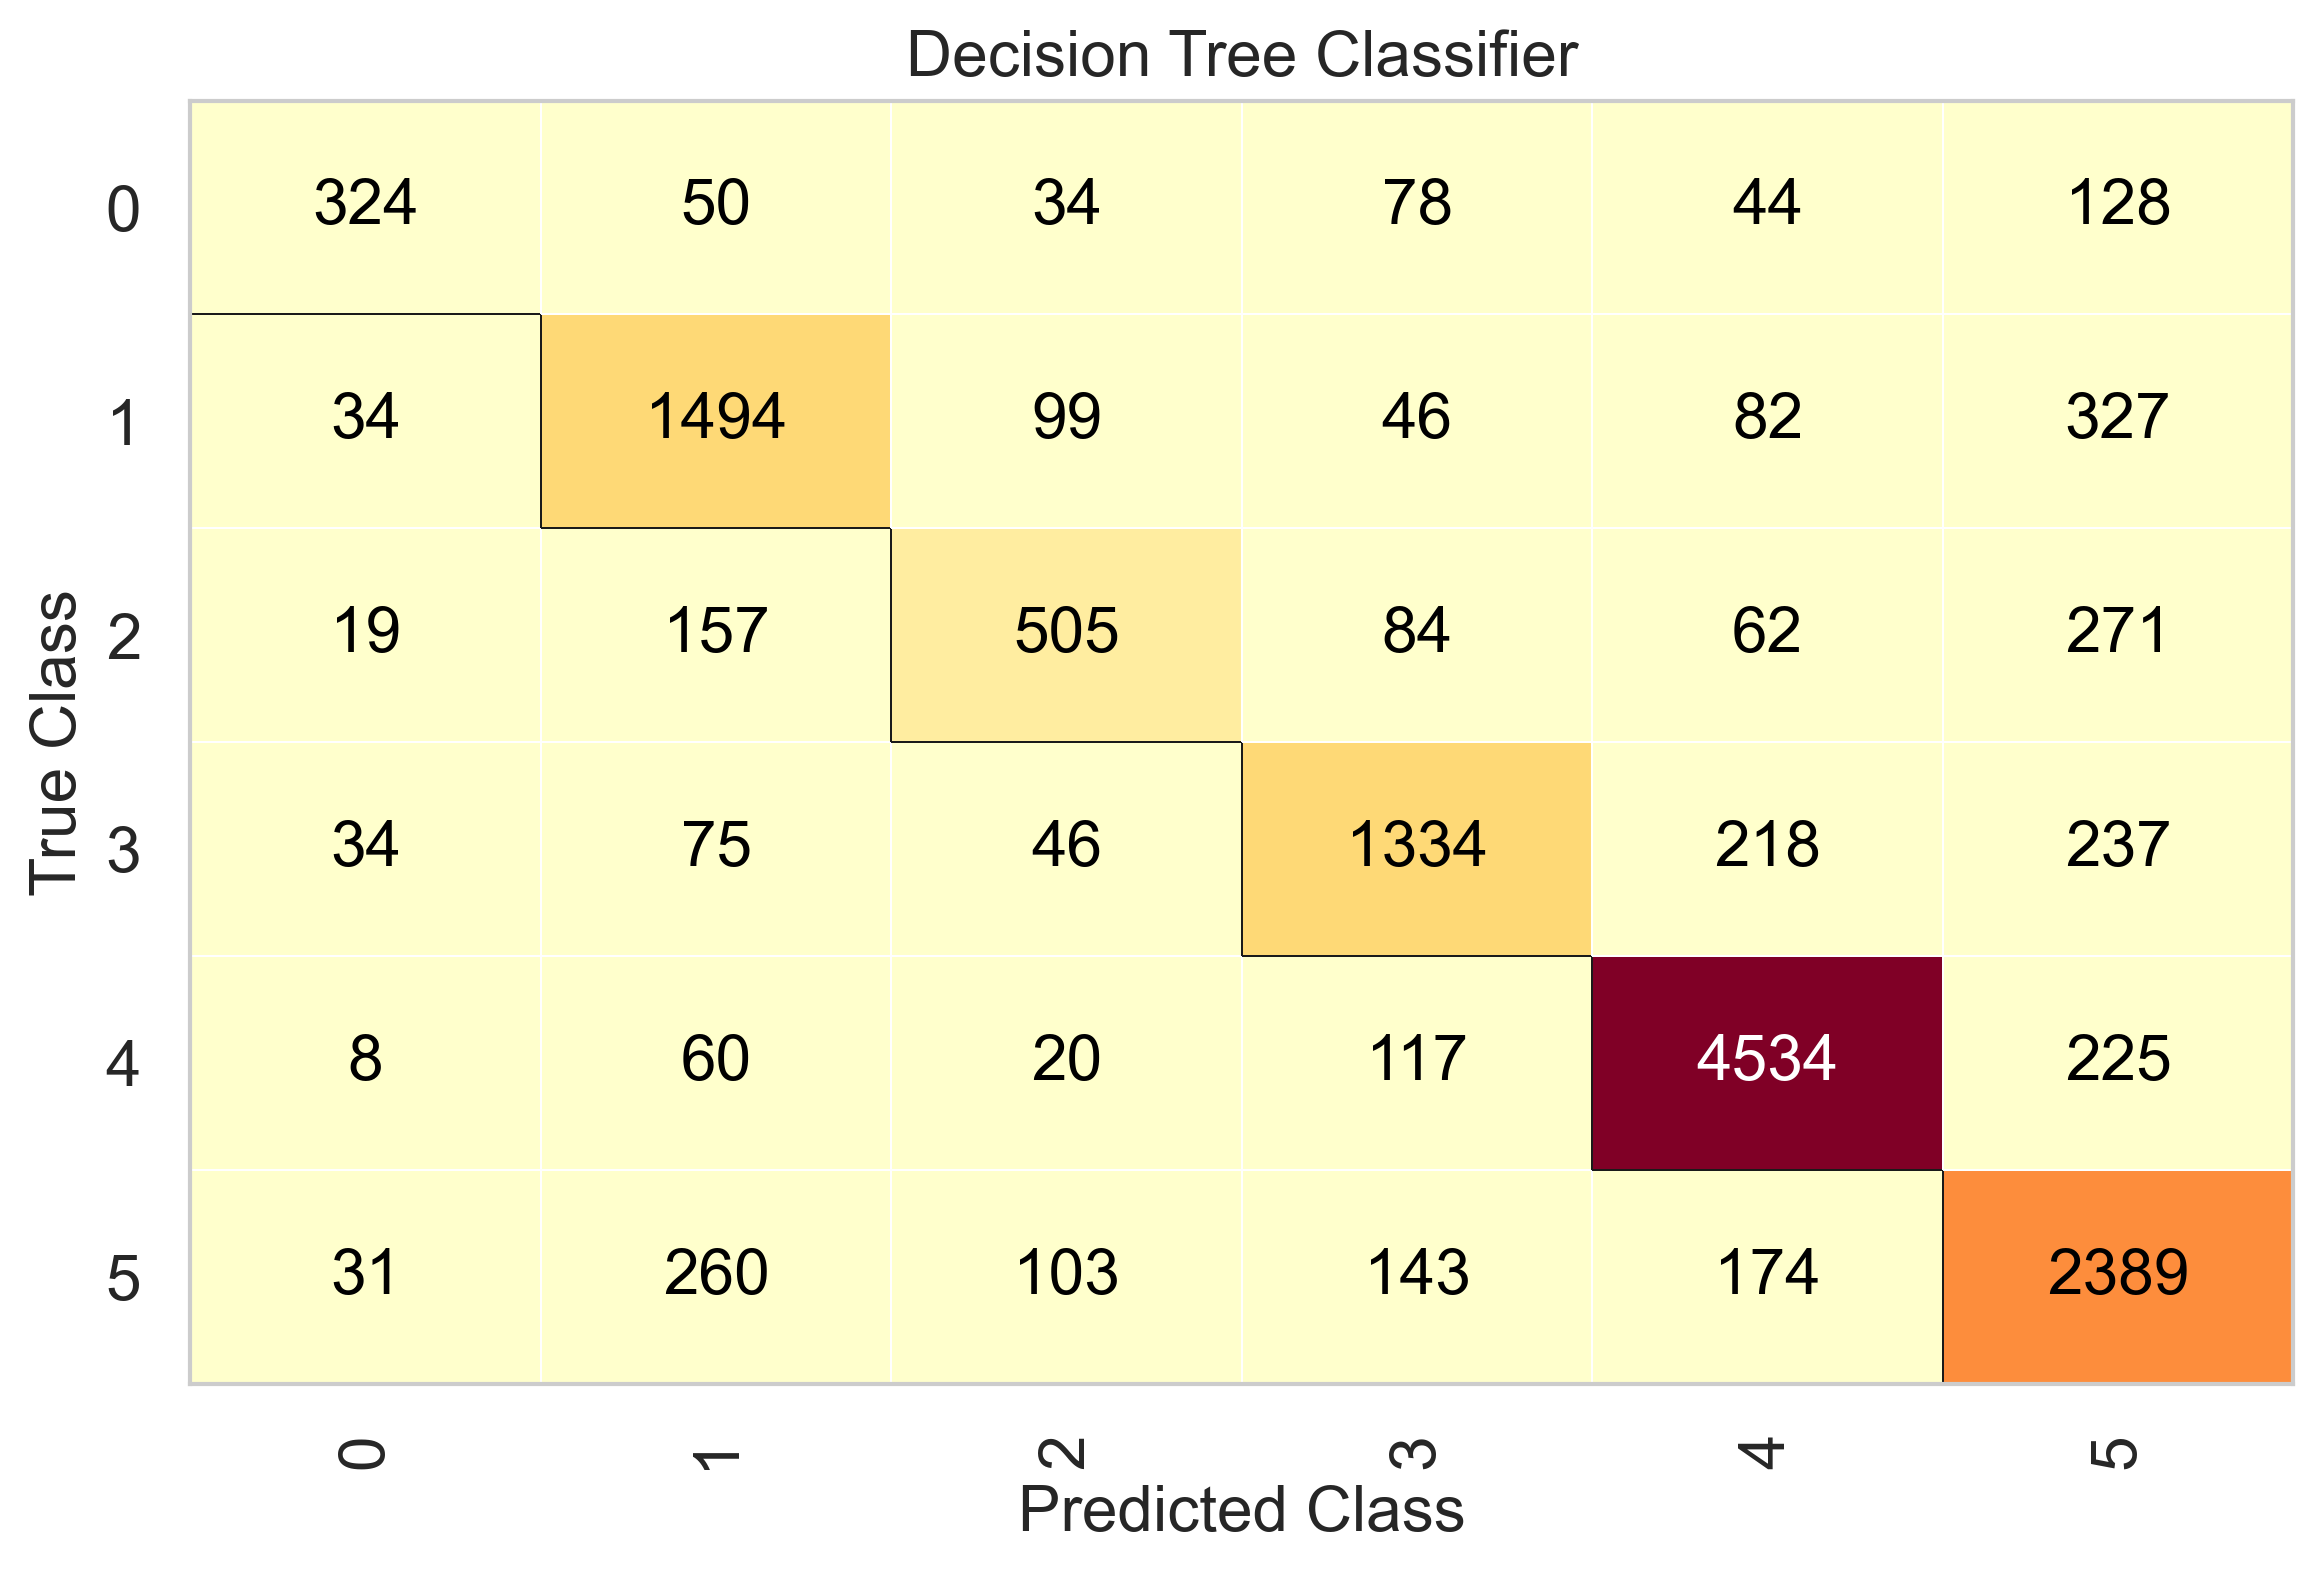 Decision Tree Classifier
0 324 50 34 78 44 128
1 34 1494 99 46 82 327
2 19 157 505 84 62 271
3 34 75 46 1334 218 237
4 8 60 20 117 4534 225
5 31 260 103 143 174 2389
True Class
0 1 2 3 4 5
Predicted Class